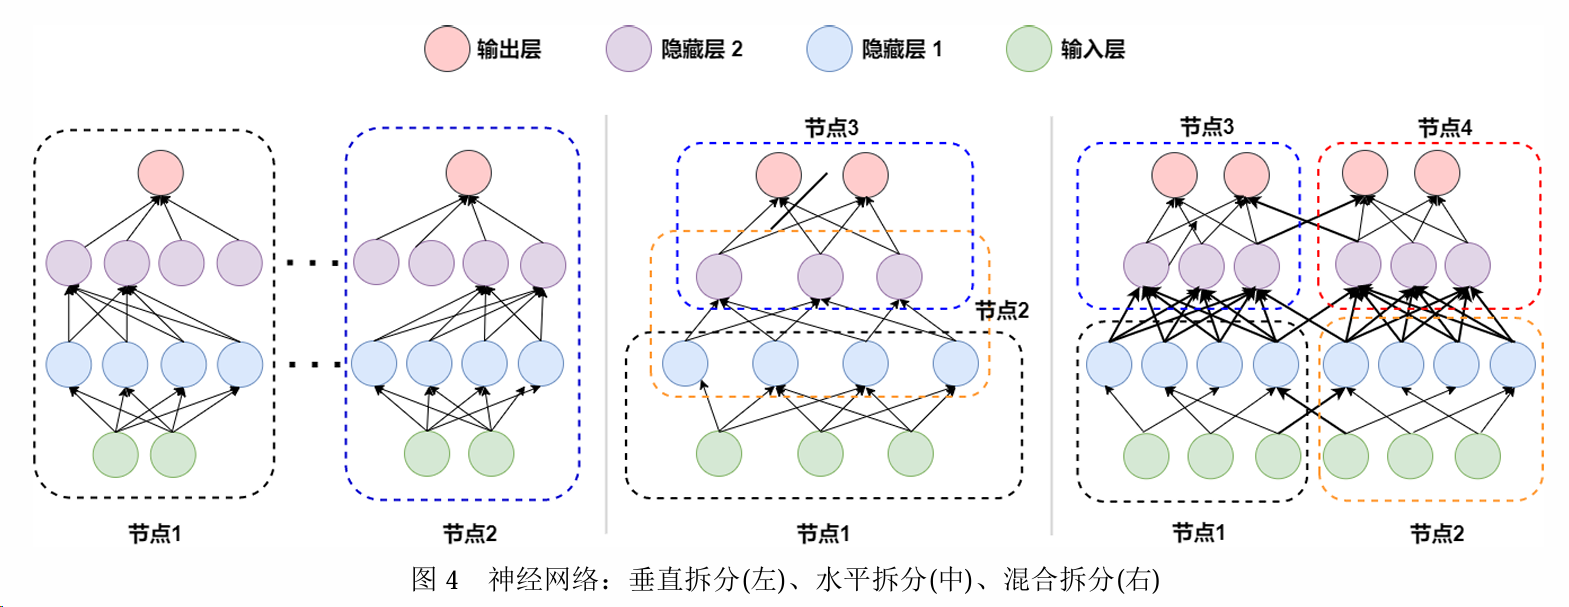 输出层 隐藏层 2 隐藏层 1 输入层
节点3 节点3 节点4
节点2
节点1 节点2 节点1 节点1 节点2
图 4 神经网络：垂直拆分(左)、水平拆分(中)、混合拆分(右)